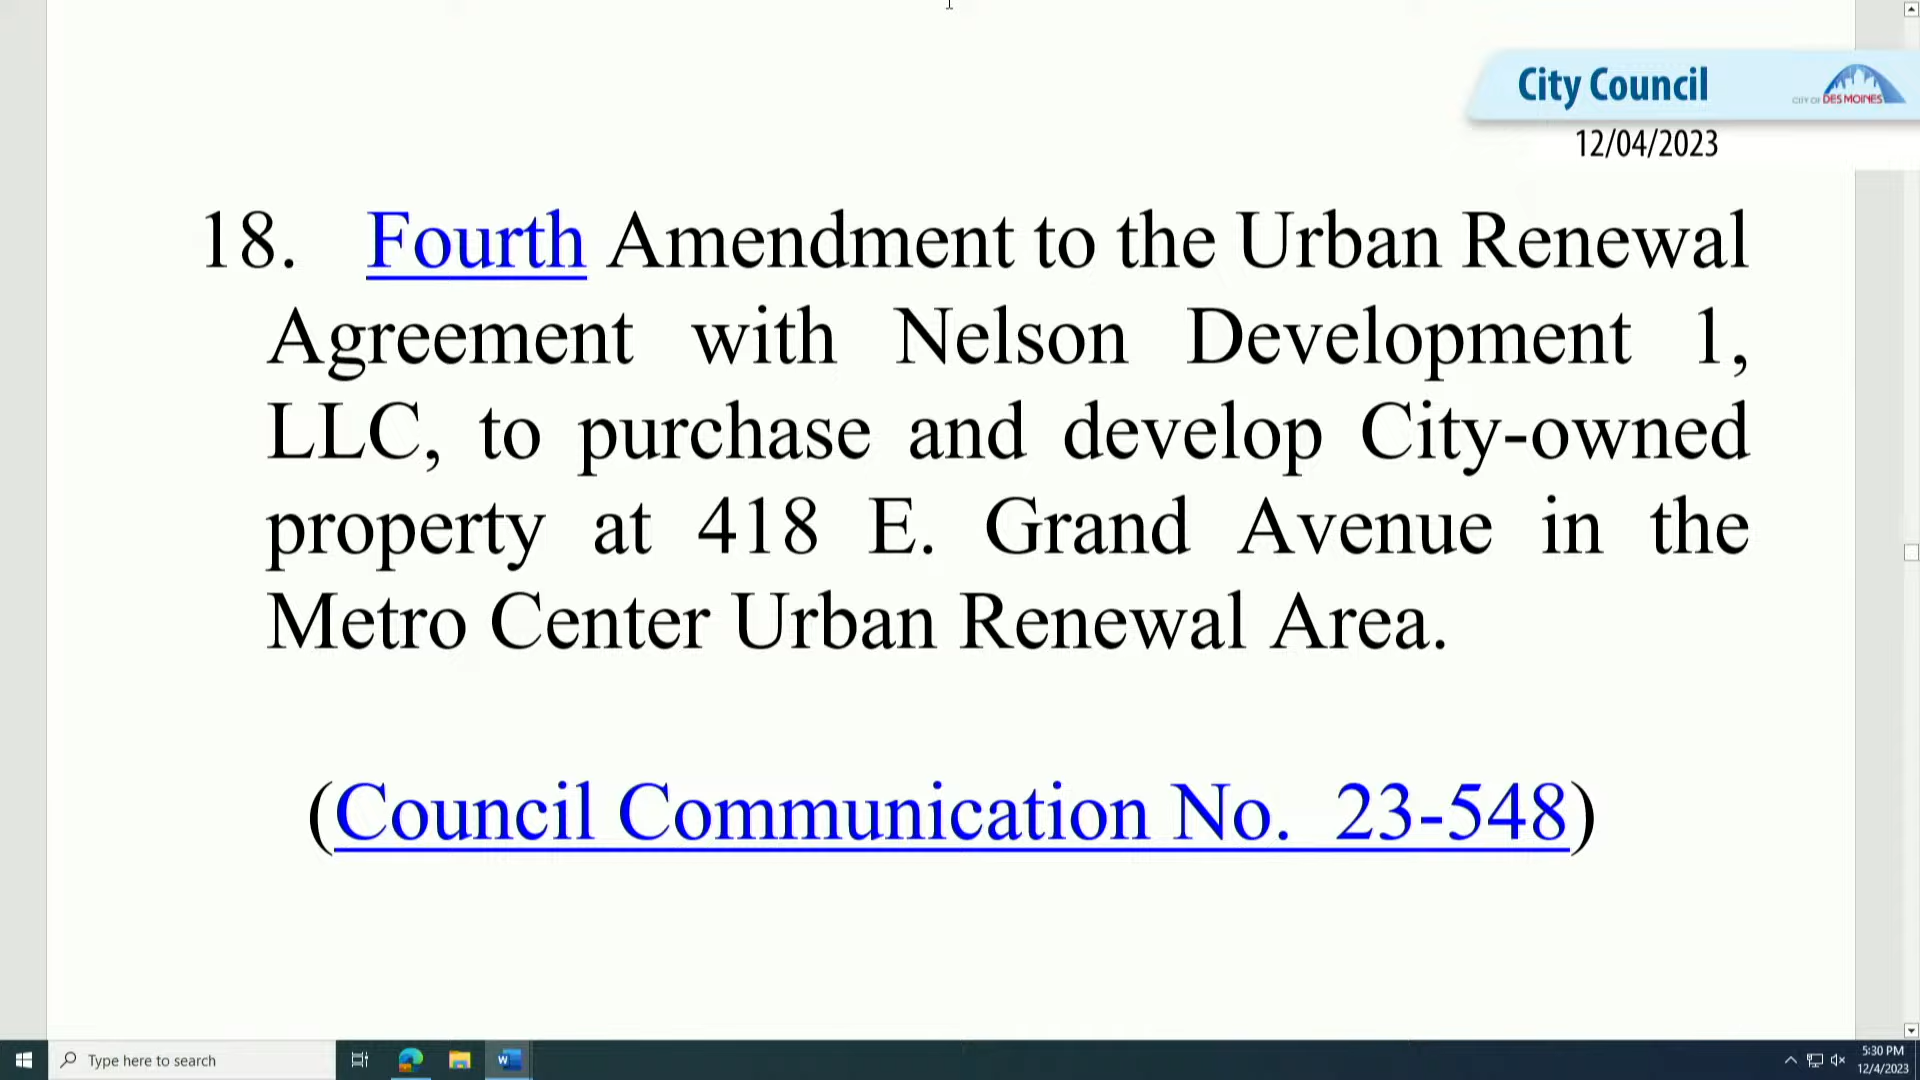 City Council
CITY OF DES MOINES
12/04/2023
18. Fourth Amendment to the Urban Renewal
Agreement with Nelson Development 1,
LLC, to purchase and develop City-owned
property at 418 E. Grand Avenue in the
Metro Center Urban Renewal Area.
(Council Communication No. 23-548)
Type here to search
W
5:30 PM
12/4/2023